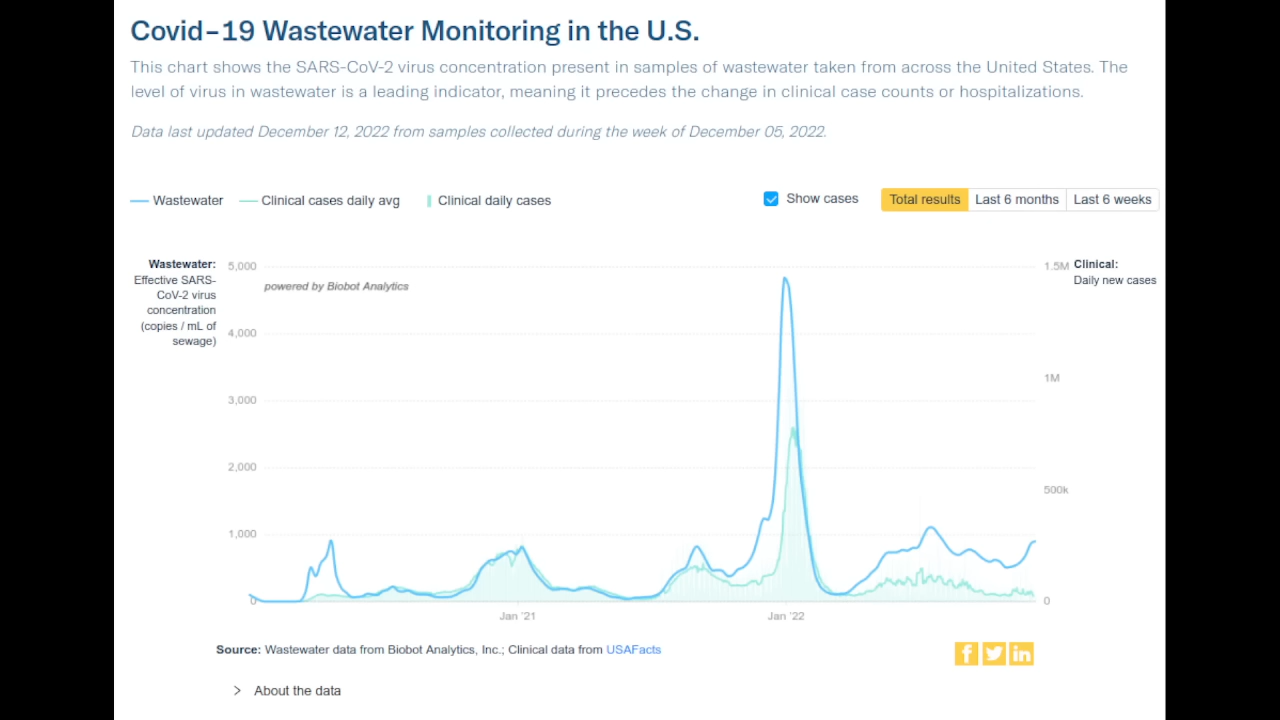 Covid–19 Wastewater Monitoring in the U.S.
This chart shows the SARS-CoV-2 virus concentration present in samples of wastewater taken from across the United States. The
level of virus in wastewater is a leading indicator, meaning it precedes the change in clinical case counts or hospitalizations.
Data last updated December 12, 2022 from samples collected during the week of December 05, 2022.
Wastewater
Clinical cases daily avg
Clinical daily cases
Show cases
Total results
Last 6 months
Last 6 weeks
Wastewater:
Effective SARS-
CoV-2 virus
concentration
(copies / mL of
sewage)
5,000
4,000
3,000
2,000
1,000
0
powered by Biobot Analytics
1.5M
1M
500k
0
Clinical:
Daily new cases
Jan '21
Jan '22
Source: Wastewater data from Biobot Analytics, Inc.; Clinical data from USAFacts
f
in
> About the data